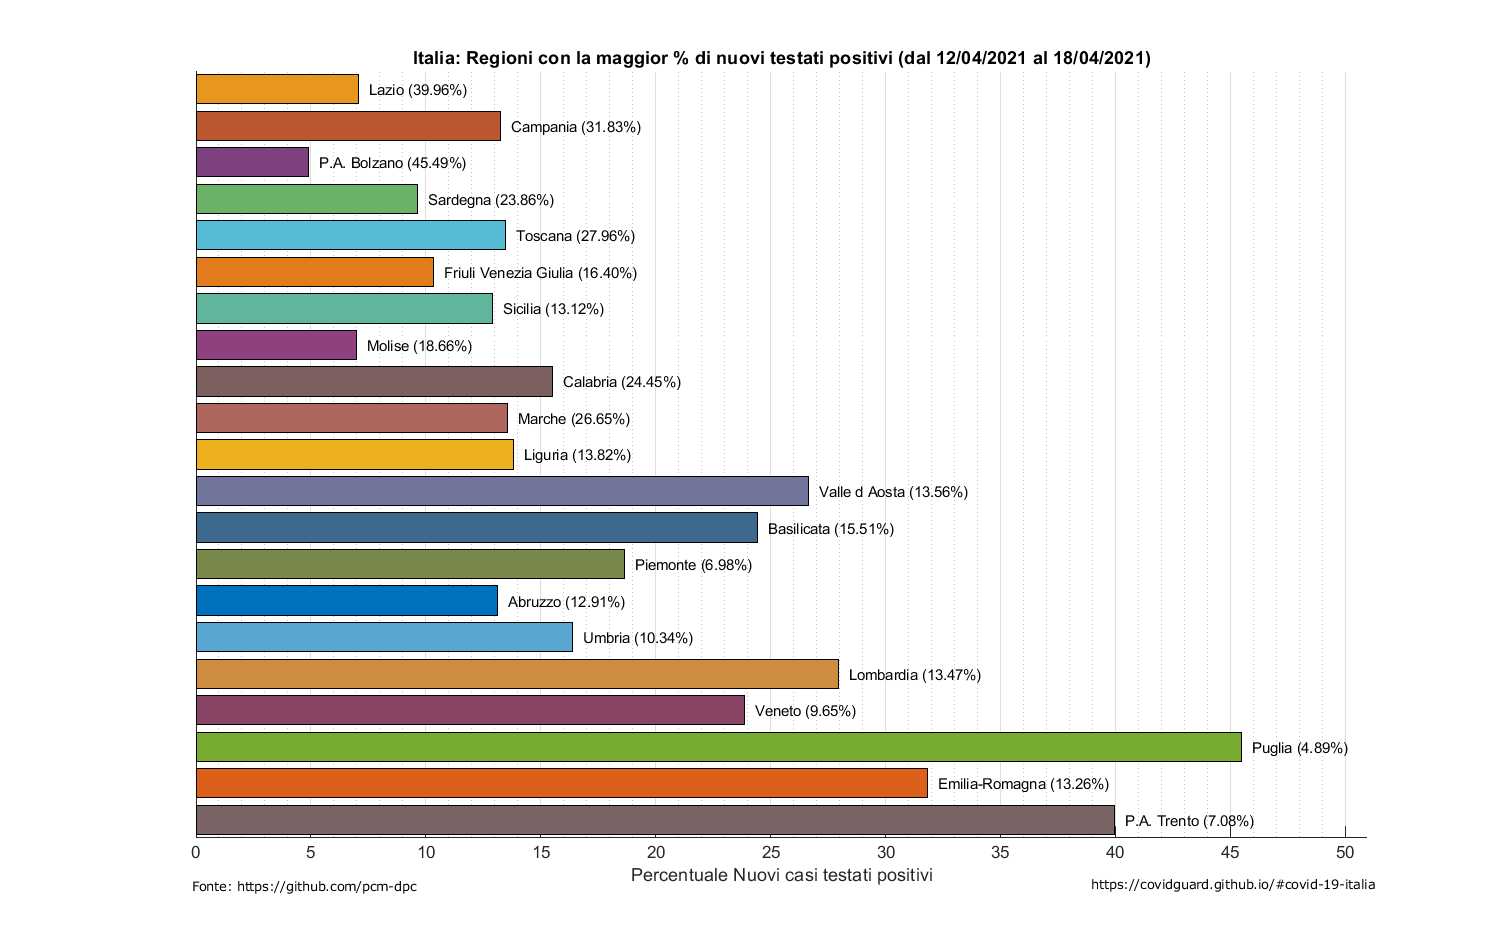 Italia: Regioni con la maggior % di nuovi testati positivi (dal 12/04/2021 al 18/04/2021)
Lazio (39.96%)
Campania (31.83%)
P.A. Bolzano (45.49%)
Sardegna (23.86%)
Toscana (27.96%)
Friuli Venezia Giulia (16.40%)
Sicilia (13.12%)
Molise (18.66%)
Calabria (24.45%)
Marche (26.65%)
Liguria (13.82%)
Valle d Aosta (13.56%)
Basilicata (15.51%)
Piemonte (6.98%)
Abruzzo (12.91%)
Umbria (10.34%)
Lombardia (13.47%)
Veneto (9.65%)
Puglia (4.89%)
Emilia-Romagna (13.26%)
P.A. Trento (7.08%)
0 5 10 15 20 25 30 35 40 45 50
Percentuale Nuovi casi testati positivi
Fonte: https://github.com/pcm-dpc
https://covidguard.github.io/#covid-19-italia